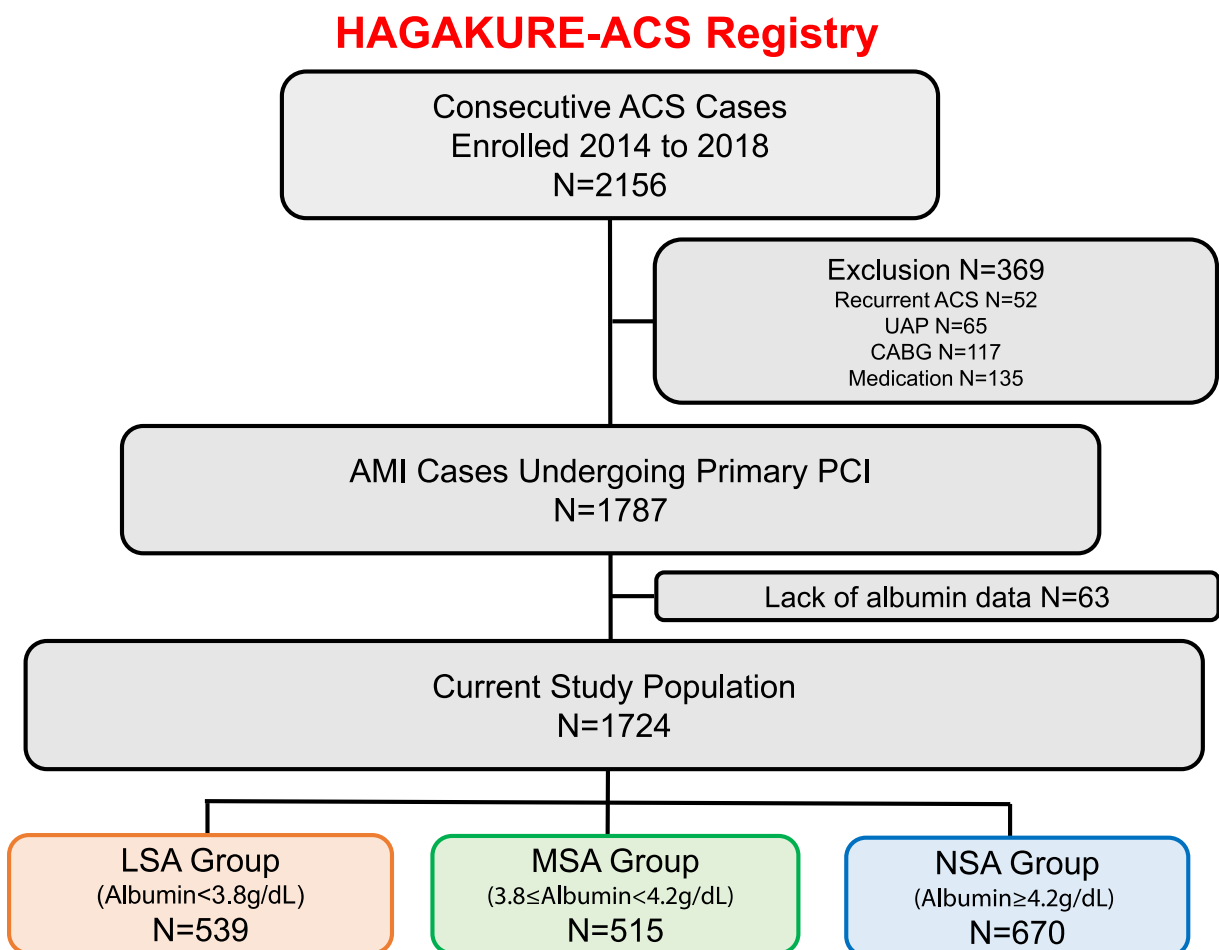 HAGAKURE-ACS Registry
Consecutive ACS Cases
Enrolled 2014 to 2018
N=2156
Exclusion N=369
Recurrent ACS N=52
UAP N=65
CABG N=117
Medication N=135
AMI Cases Undergoing Primary PCI
N=1787
Lack of albumin data N=63
Current Study Population
N=1724
LSA Group
(Albumin<3.8g/dL)
N=539
MSA Group
(3.8≤Albumin<4.2g/dL)
N=515
NSA Group
(Albumin≥4.2g/dL)
N=670